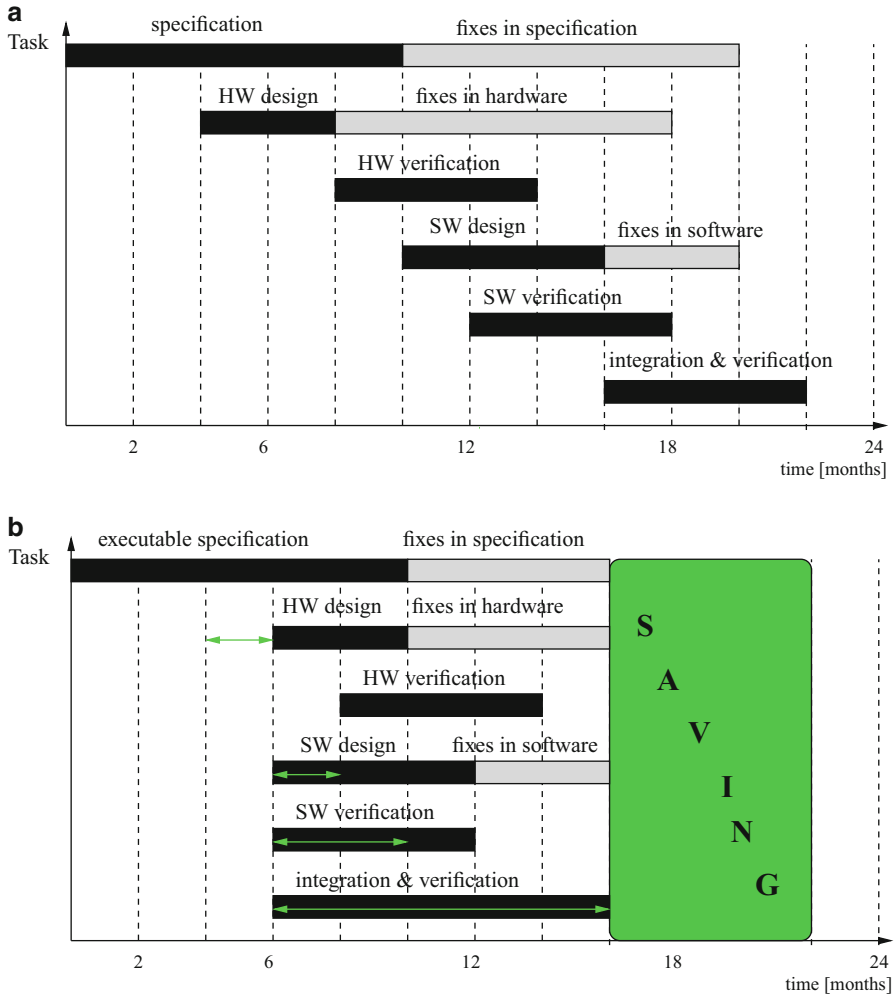 a
Task
specification
fixes in specification
HW design
fixes in hardware
HW verification
SW design
fixes in software
SW verification
integration & verification
2
6
12
18
24
time [months]
b
Task
executable specification
fixes in specification
HW design
fixes in hardware
S
HW verification
A
V
SW design
fixes in software
I
SW verification
N
integration & verification
G
2
6
12
18
24
time [months]